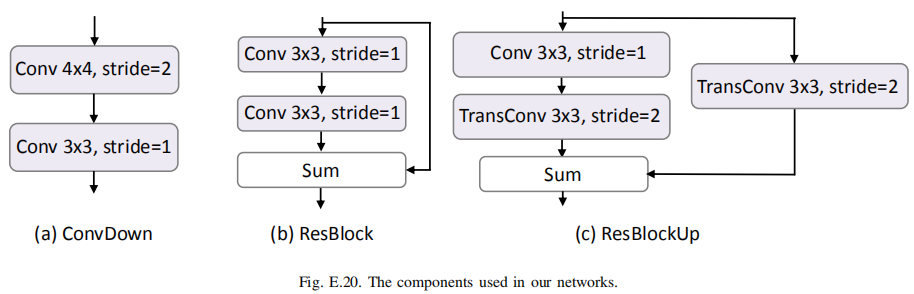 Conv 4x4, stride=2
Conv 3x3, stride=1
(a) ConvDown
Conv 3x3, stride=1
Conv 3x3, stride=1
Sum
(b) ResBlock
Conv 3x3, stride=1
TransConv 3x3, stride=2
TransConv 3x3, stride=2
Sum
(c) ResBlockUp
Fig. E.20. The components used in our networks.